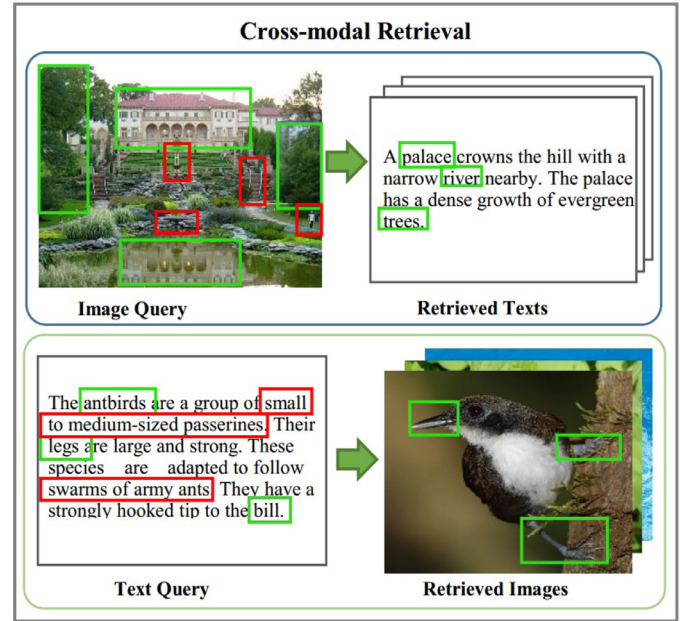 Cross-modal Retrieval
A palace crowns the hill with a
narrow river nearby. The palace
has a dense growth of evergreen
trees.
Image Query
Retrieved Texts
The antbirds are a group of small
to medium-sized passerines. Their
legs are large and strong. These
species are adapted to follow
swarms of army ants. They have a
strongly hooked tip to the bill.
Text Query
Retrieved Images